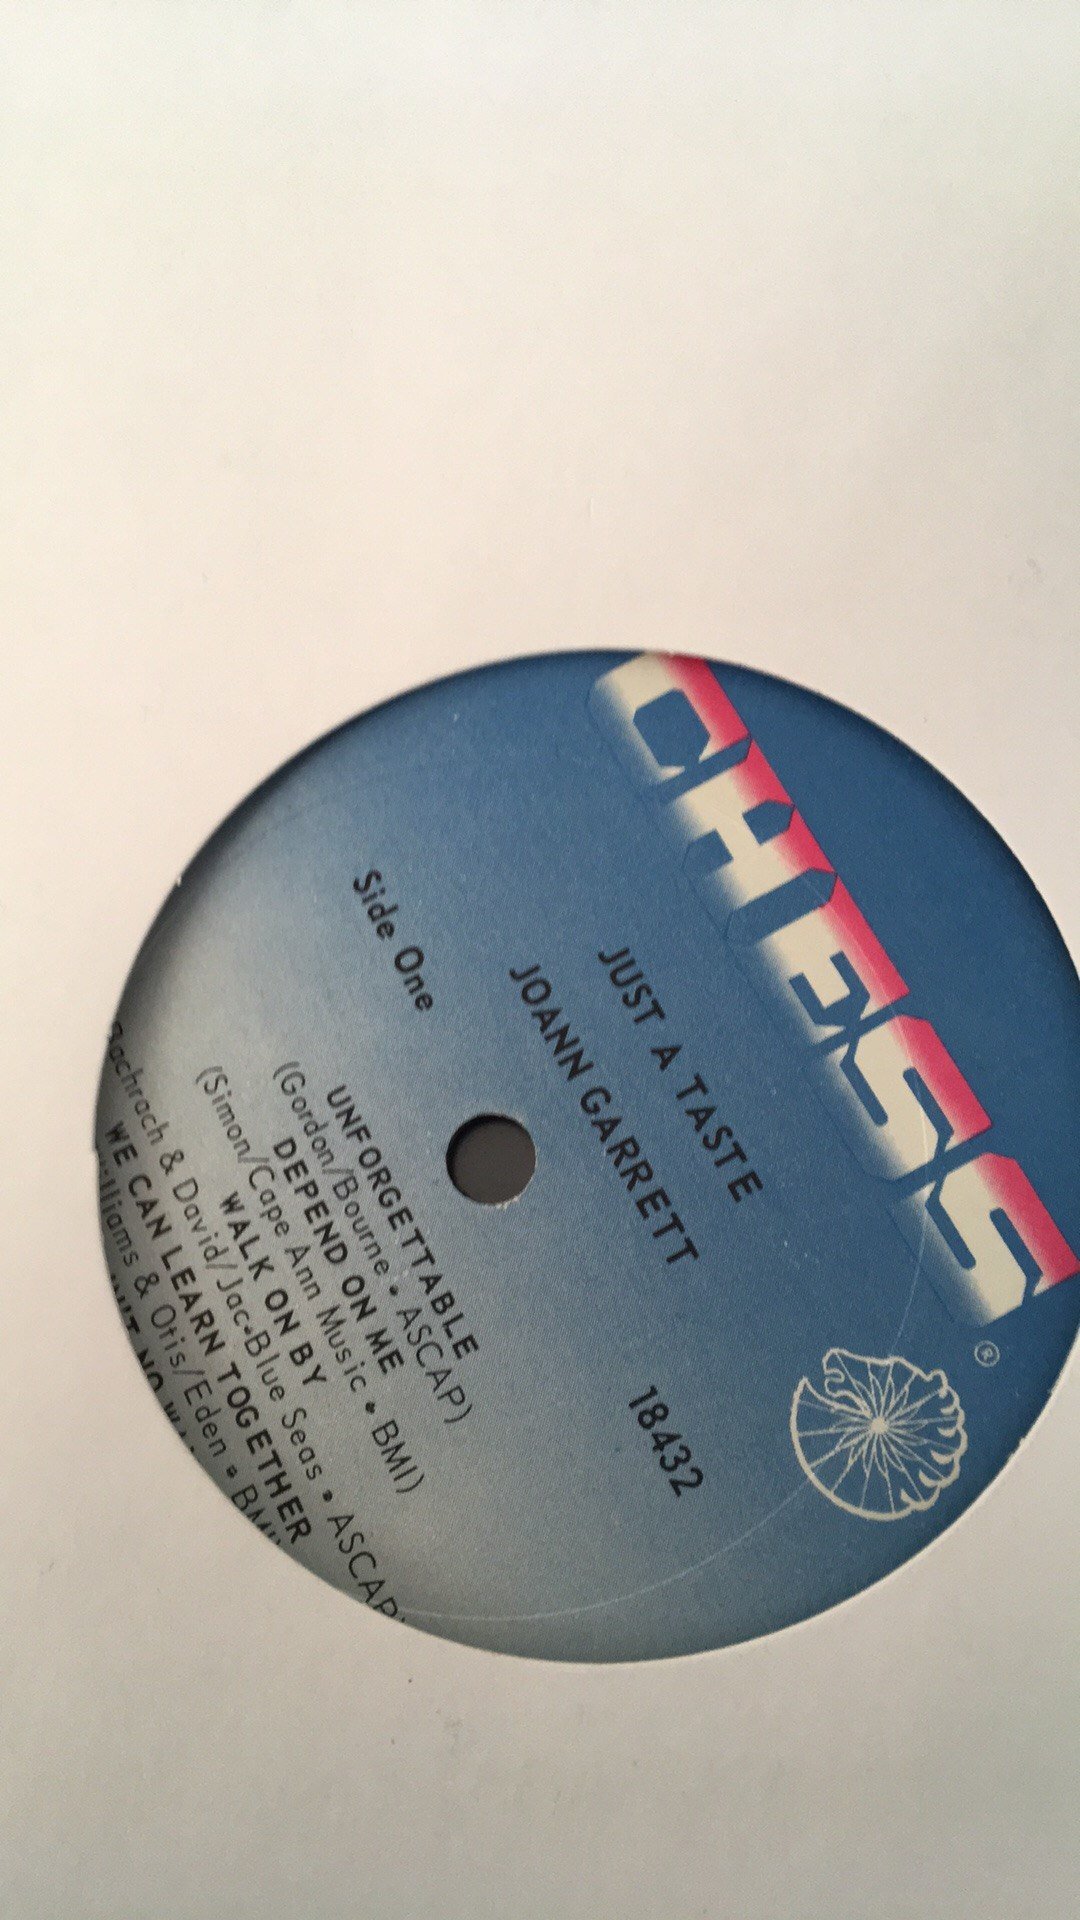 CHESS
®
JUST A TASTE
JOANN GARRETT
Side One
18432
UNFORGETTABLE
(Gordon/Bourne • ASCAP)
DEPEND ON ME
(Simon/Cape Ann Music • BMI)
WALK ON BY
Bachrach & David/Jac•Blue Seas • ASCAP
WE CAN LEARN TOGETHER
Williams & Otis/Eden • BMI
NO